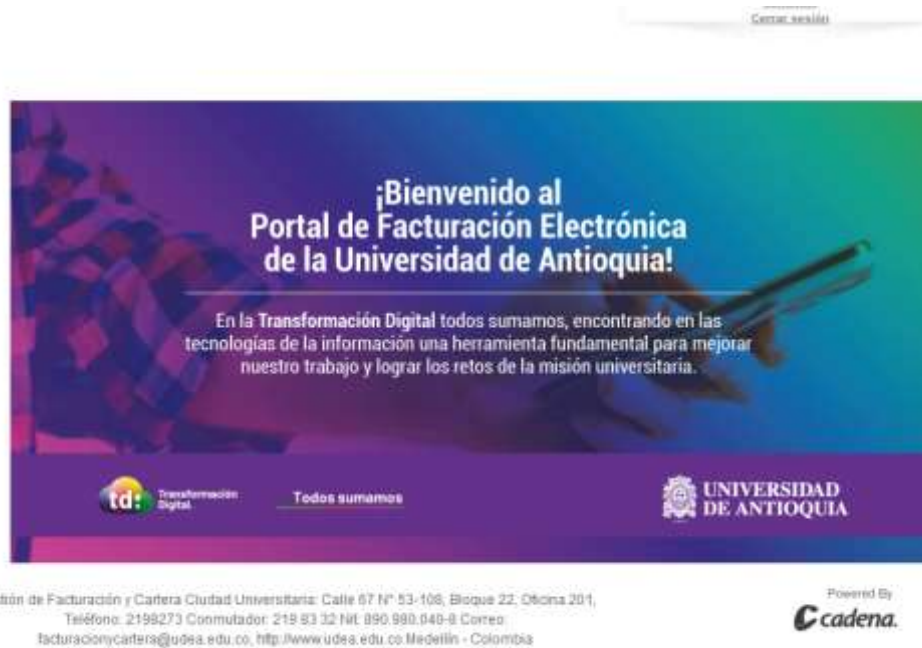 Cerrar sesión
¡Bienvenido al
Portal de Facturación Electrónica
de la Universidad de Antioquia!
En la Transformación Digital todos sumamos, encontrando en las
tecnologías de la información una herramienta fundamental para mejorar
nuestro trabajo y lograr los retos de la misión universitaria.
td:
Transformación
Digital
Todos sumamos
UNIVERSIDAD
DE ANTIOQUIA
de Facturación y Cartera Ciudad Universitaria: Calle 67 N° 53-108, Bloque 22, Oficina 201,
Teléfono: 2198273 Conmutador: 219 83 32 Nit. 890.980.040-8 Correo:
facturacionycartera@udea.edu.co, http://www.udea.edu.co Medellín - Colombia
Powered By
cadena.